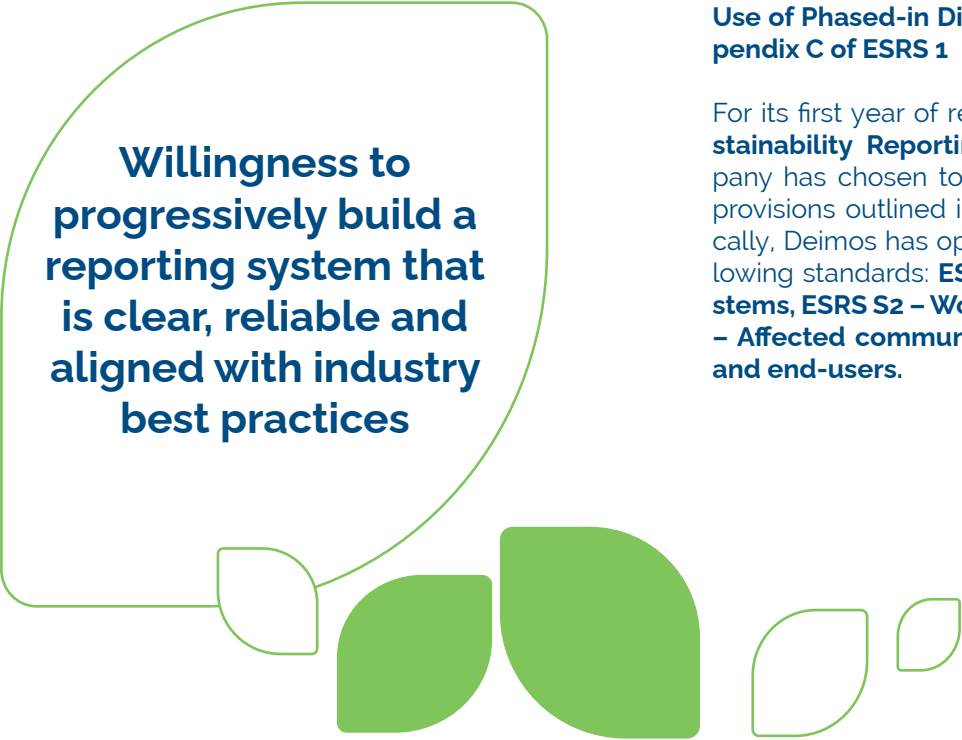 Willingness to
progressively build a
reporting system that
is clear, reliable and
aligned with industry
best practices
Use of Phased-in Di
pendix C of ESRS 1
For its first year of re
stainability Reportin
pany has chosen to
provisions outlined i
cally, Deimos has op
lowing standards: ES
stems, ESRS S2 – Wo
– Affected commun
and end-users.